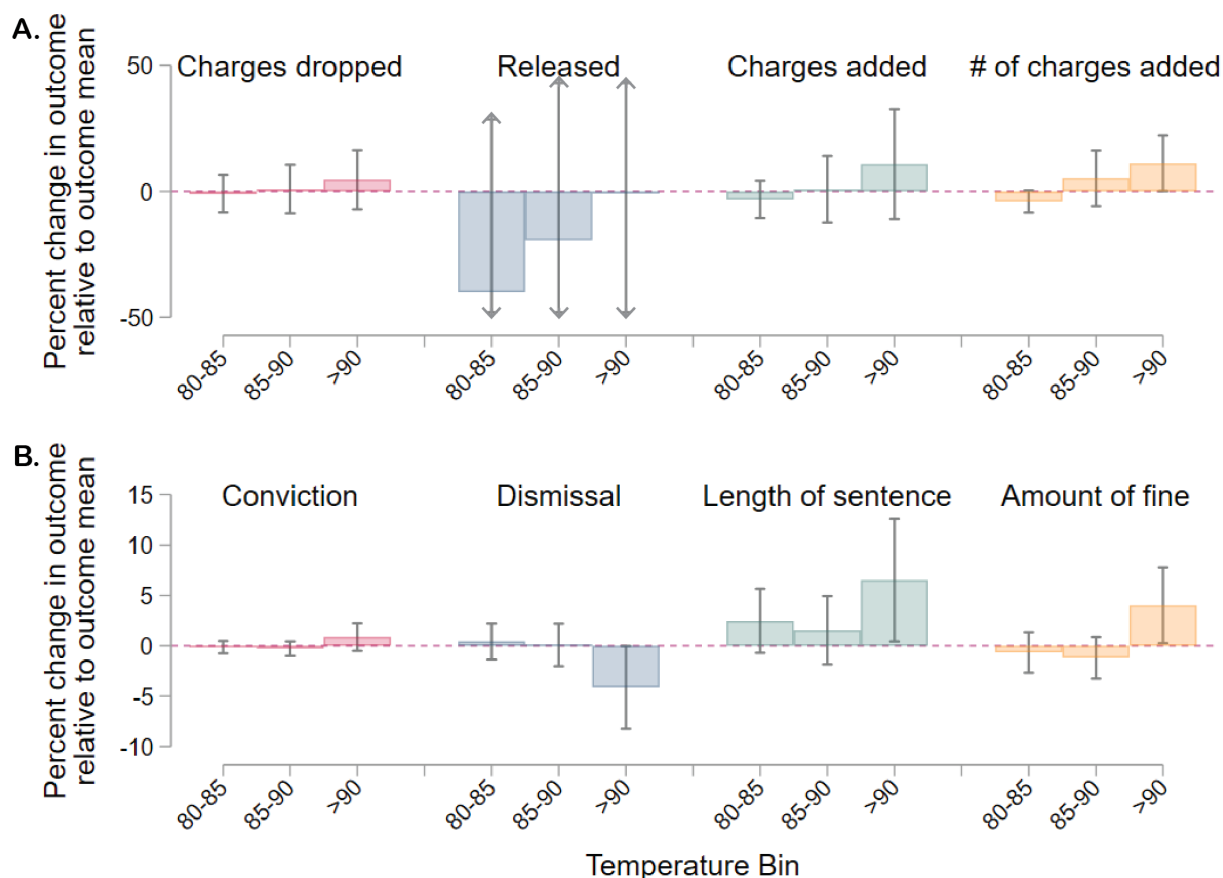 A.
Percent change in outcome
relative to outcome mean
50
0
-50
Charges dropped
Released
Charges added
# of charges added
80-85
85-90
>90
80-85
85-90
>90
80-85
85-90
>90
80-85
85-90
>90
B.
Percent change in outcome
relative to outcome mean
15
10
5
0
-5
-10
Conviction
Dismissal
Length of sentence
Amount of fine
80-85
85-90
>90
80-85
85-90
>90
80-85
85-90
>90
80-85
85-90
>90
Temperature Bin